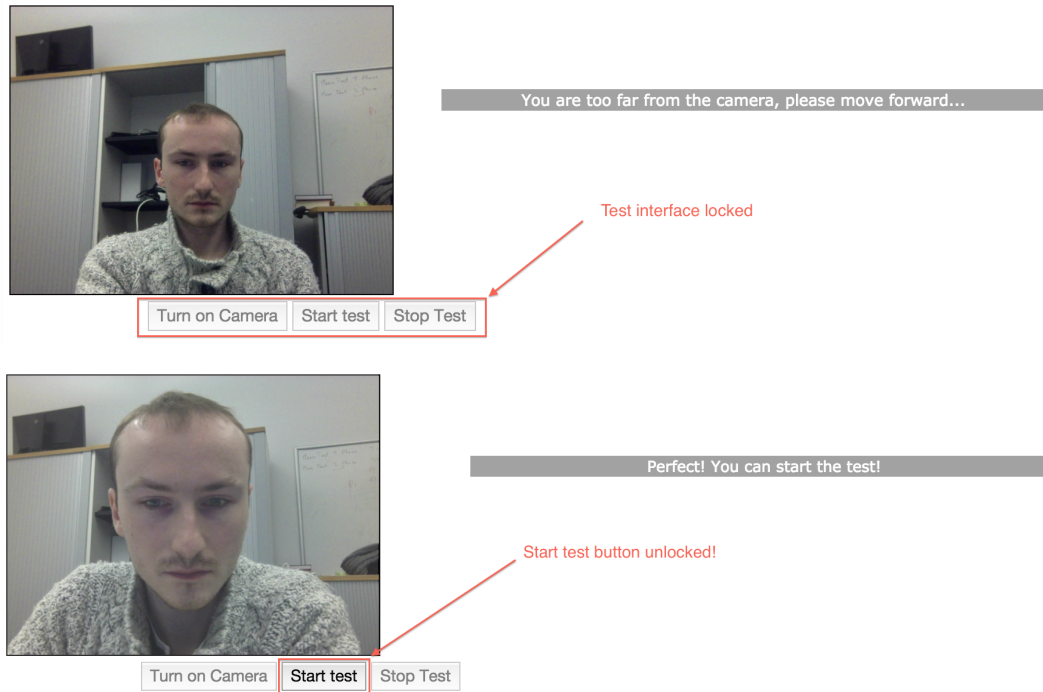 You are too far from the camera, please move forward...
Test interface locked
Turn on Camera Start test Stop Test
Perfect! You can start the test!
Start test button unlocked!
Turn on Camera Start test Stop Test